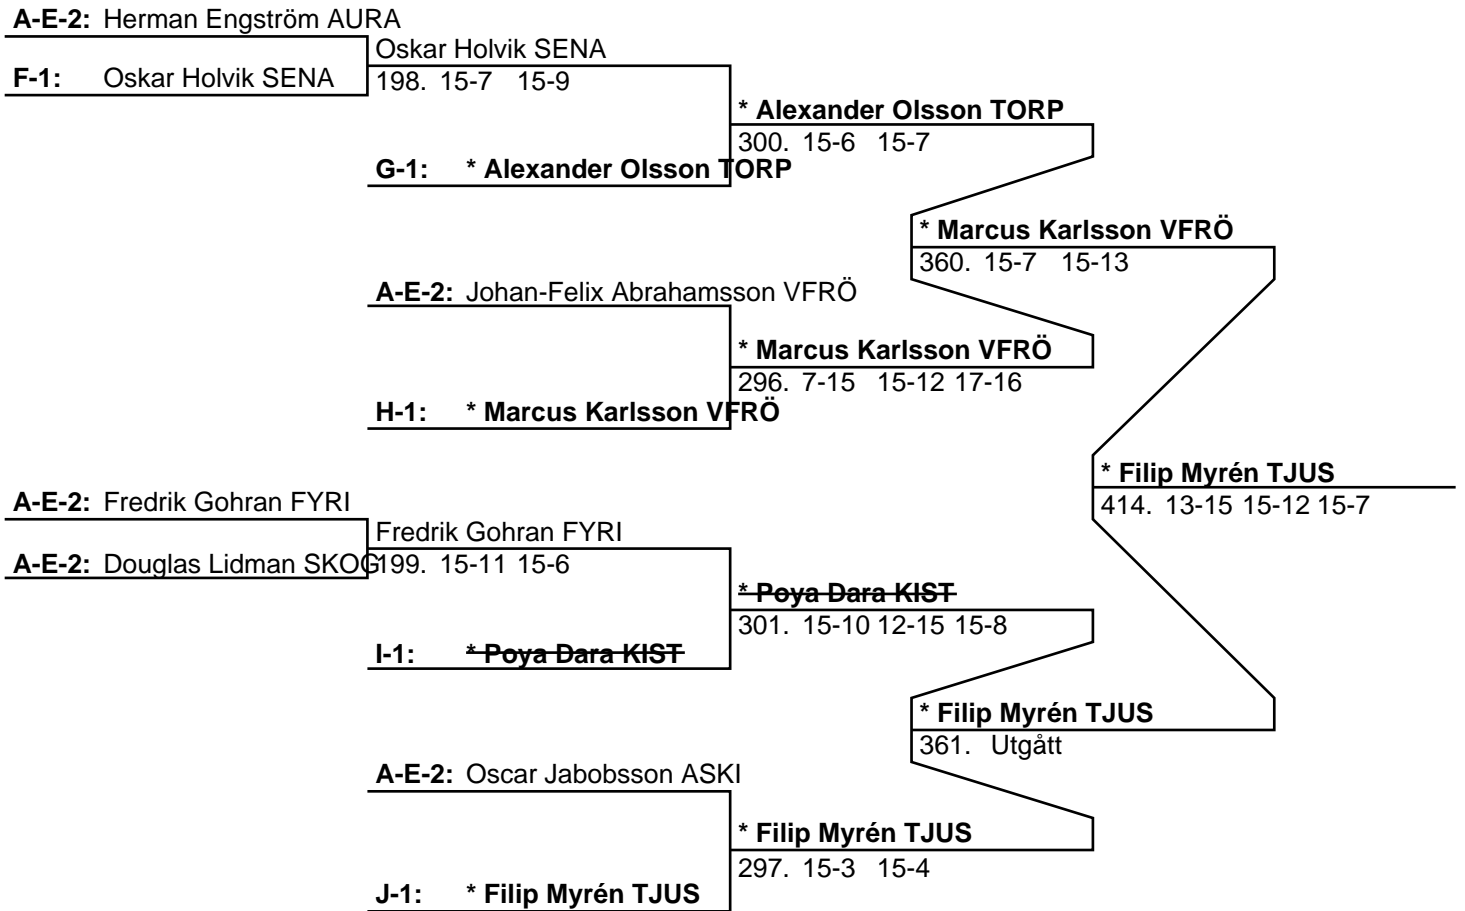 A-E-2: Herman Engström AURA
Oskar Holvik SENA
F-1: Oskar Holvik SENA
198. 15-7 15-9
* Alexander Olsson TORP
300. 15-6 15-7
G-1: * Alexander Olsson TORP
* Marcus Karlsson VFRÖ
360. 15-7 15-13
A-E-2: Johan-Felix Abrahamsson VFRÖ
* Marcus Karlsson VFRÖ
296. 7-15 15-12 17-16
H-1: * Marcus Karlsson VFRÖ
* Filip Myrén TJUS
414. 13-15 15-12 15-7
A-E-2: Fredrik Gohran FYRI
Fredrik Gohran FYRI
A-E-2: Douglas Lidman SKOG
199. 15-11 15-6
* Poya Dara KIST
301. 15-10 12-15 15-8
I-1: * Poya Dara KIST
* Filip Myrén TJUS
361. Utgått
A-E-2: Oscar Jabobsson ASKI
* Filip Myrén TJUS
297. 15-3 15-4
J-1: * Filip Myrén TJUS